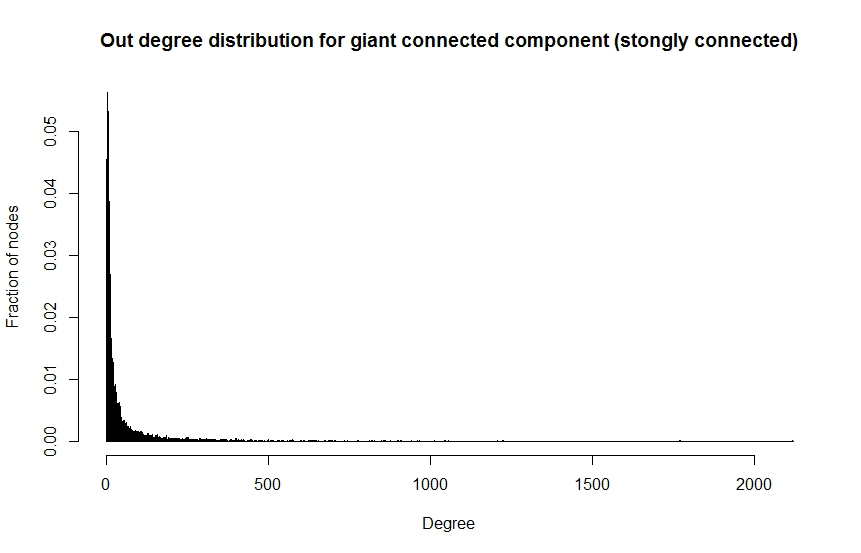 Out degree distribution for giant connected component (stongly connected)
Fraction of nodes
0.05
0.04
0.03
0.02
0.01
0.00
0 500 1000 1500 2000
Degree